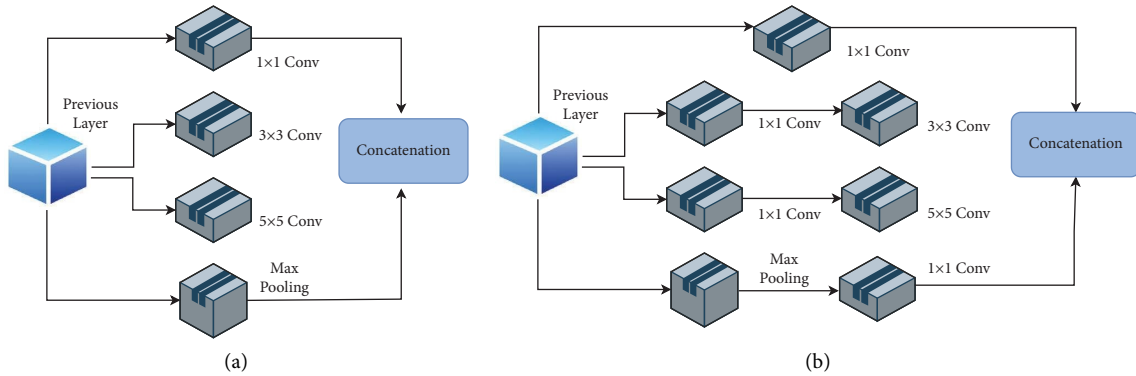 1×1 Conv
Previous
Layer
3×3 Conv
Concatenation
5×5 Conv
Max
Pooling
(a)
1×1 Conv
Previous
Layer
1×1 Conv
3×3 Conv
Concatenation
1×1 Conv
5×5 Conv
Max
Pooling
1×1 Conv
(b)